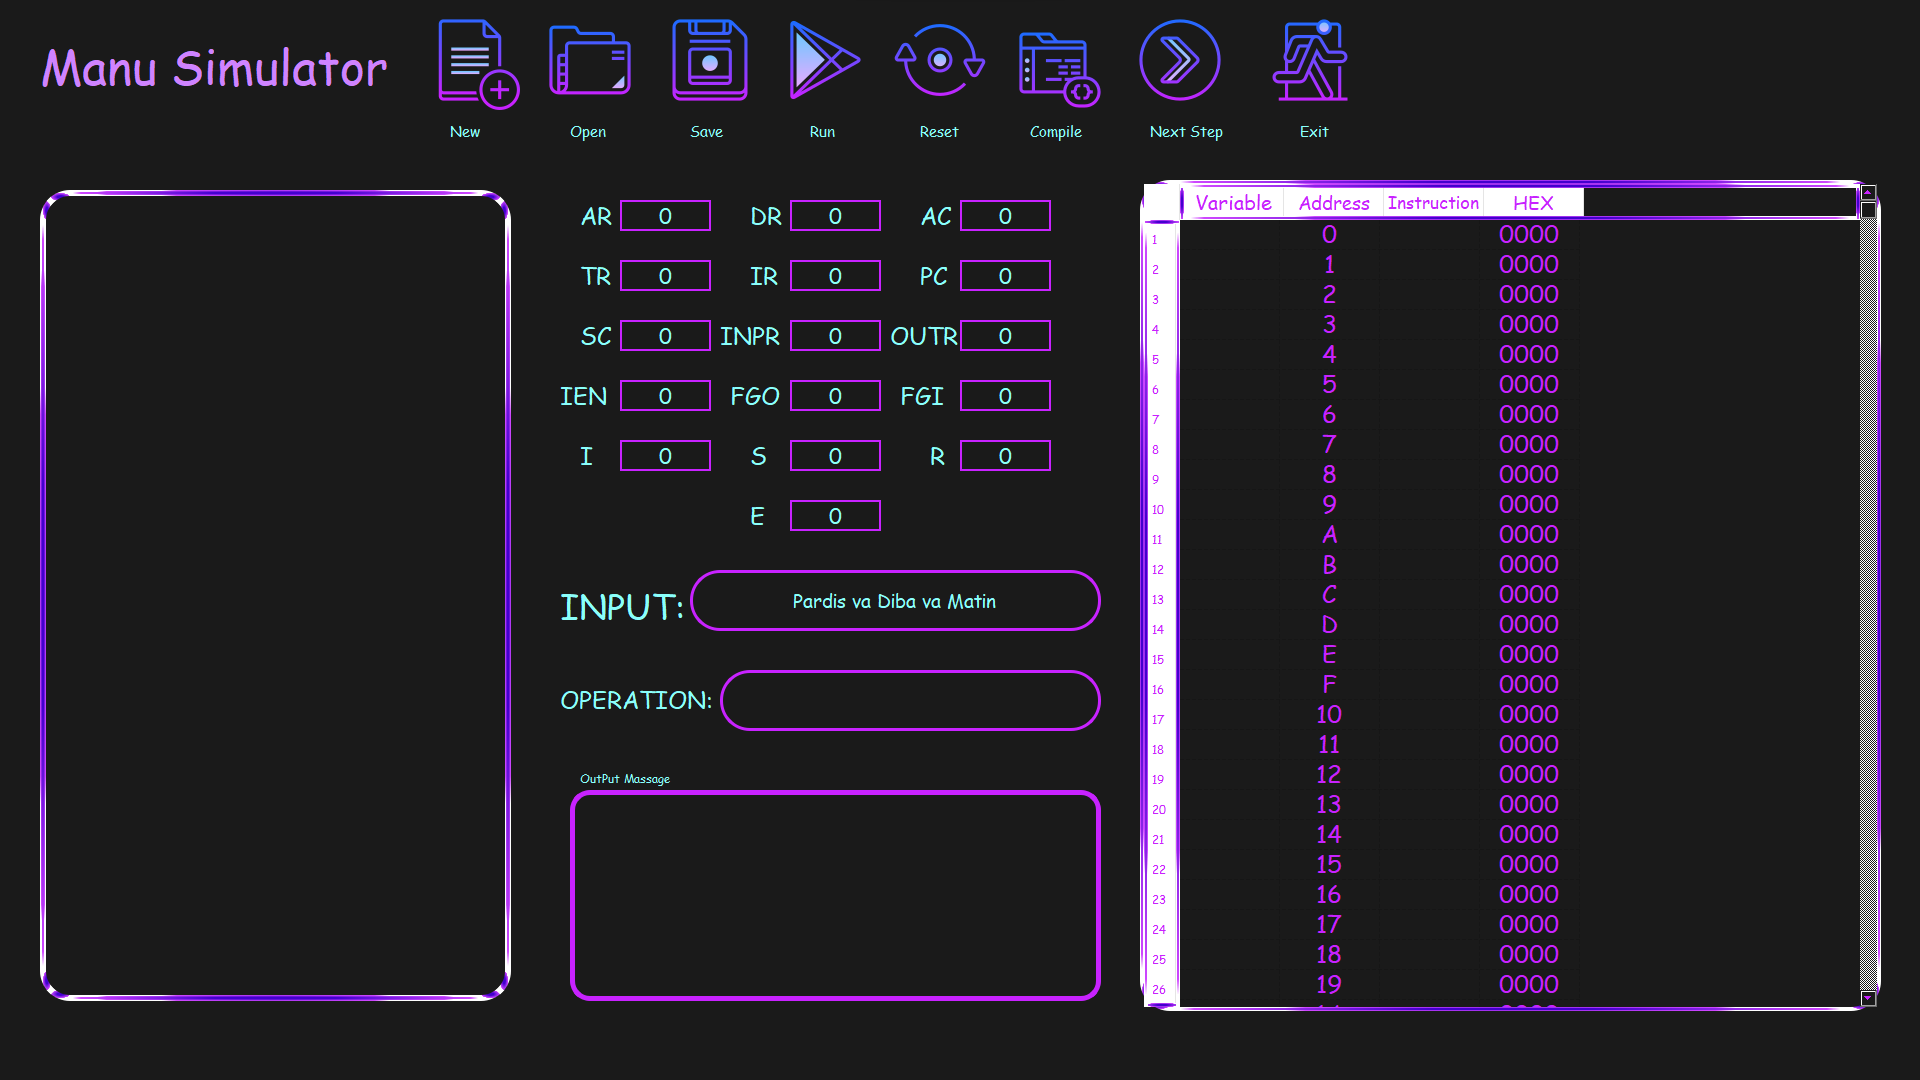 Manu Simulator
New Open Save Run Reset Compile Next Step Exit
AR 0 DR 0 AC 0
TR 0 IR 0 PC 0
SC 0 INPR 0 OUTR 0
IEN 0 FGO 0 FGI 0
I 0 S 0 R 0
E 0
INPUT: Pardis va Diba va Matin
OPERATION:
OutPut Massage
Variable Address Instruction HEX
1 0 0000
2 1 0000
3 2 0000
4 3 0000
5 4 0000
6 5 0000
7 6 0000
8 7 0000
9 8 0000
10 9 0000
11 A 0000
12 B 0000
13 C 0000
14 D 0000
15 E 0000
16 F 0000
17 10 0000
18 11 0000
19 12 0000
20 13 0000
21 14 0000
22 15 0000
23 16 0000
24 17 0000
25 18 0000
26 19 0000